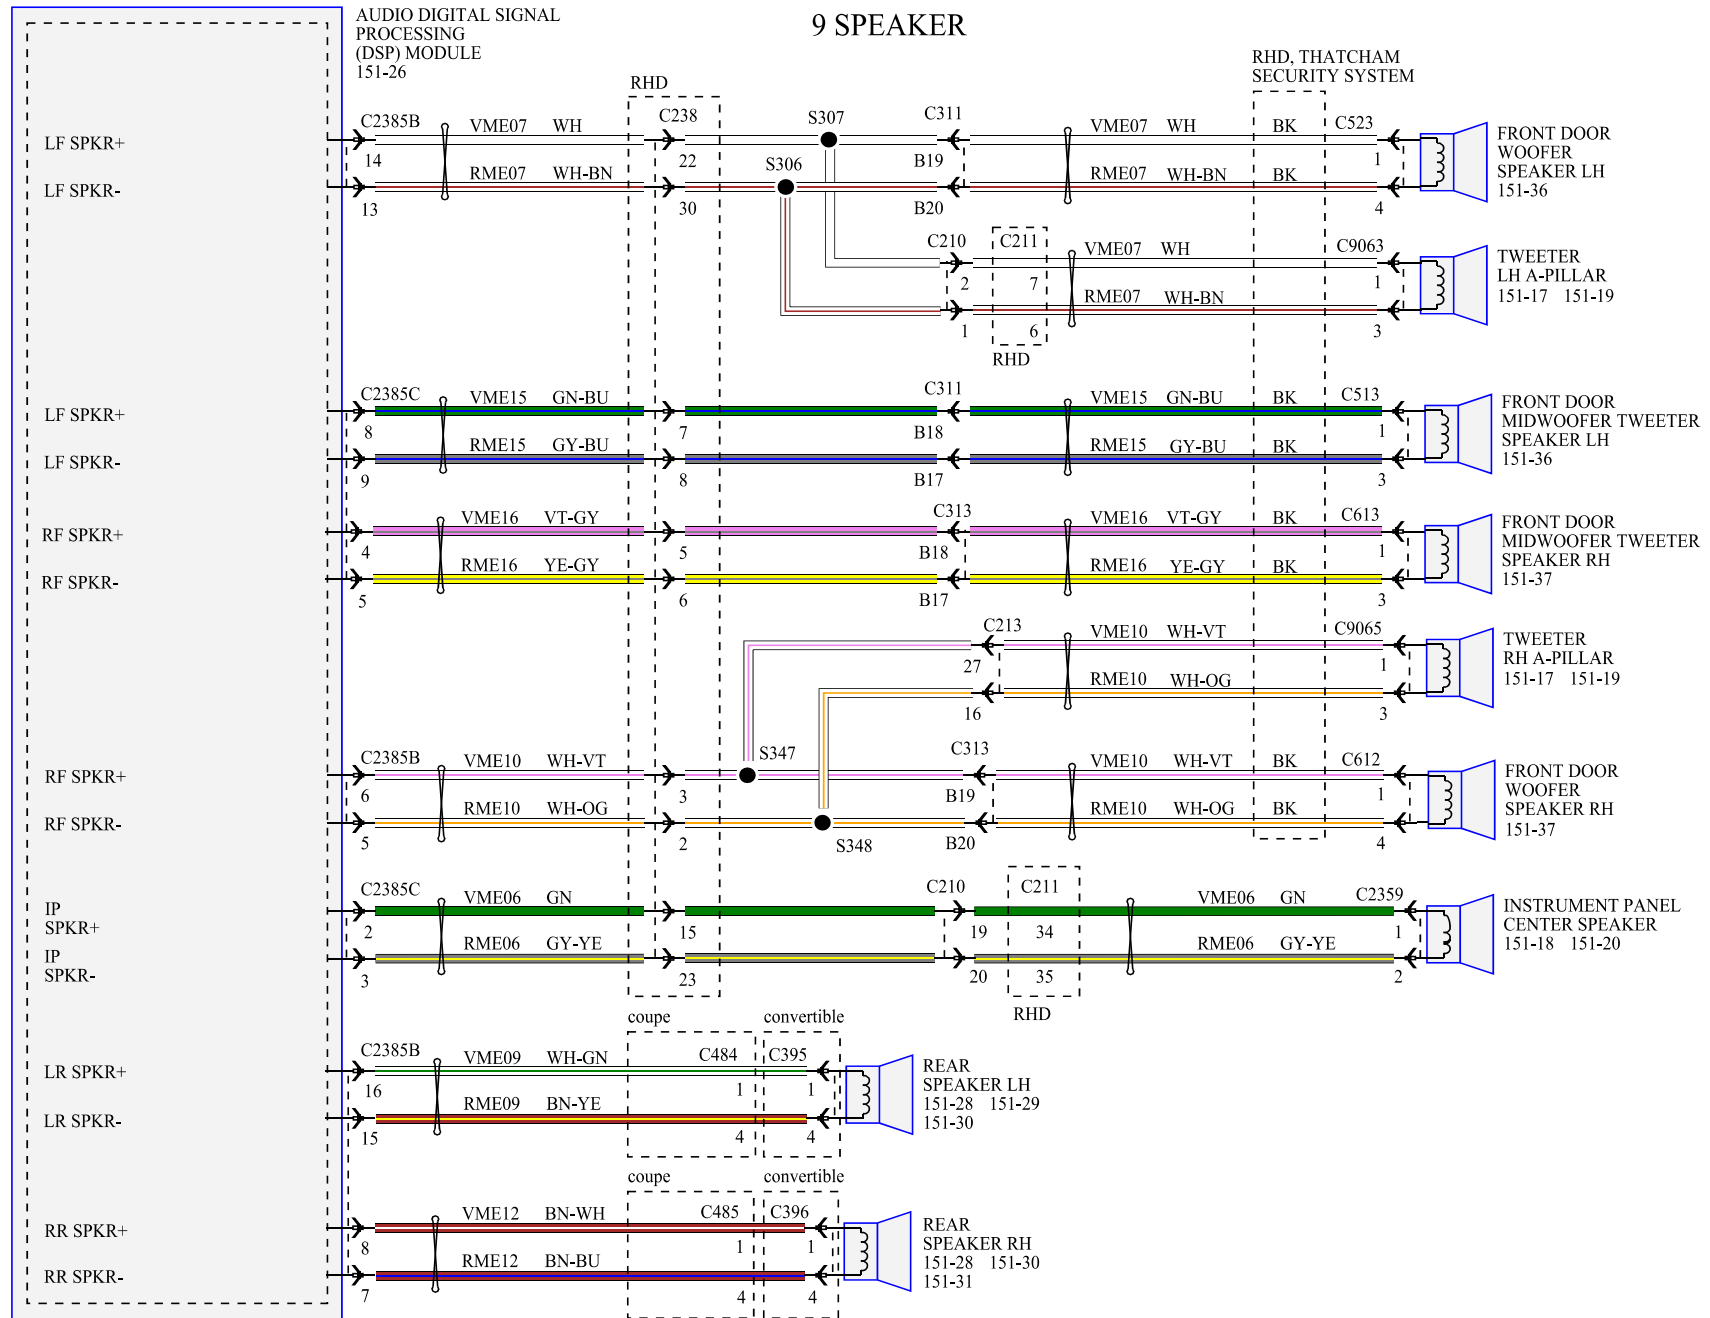 AUDIO DIGITAL SIGNAL
PROCESSING
(DSP) MODULE
151-26
9 SPEAKER
RHD
RHD, THATCHAM
SECURITY SYSTEM
LF SPKR+
C2385B
14
VME07 WH
C238
22
S307
C311
B19
VME07 WH BK
C523
1
LF SPKR-
13
RME07 WH-BN
30
S306
B20
RME07 WH-BN BK
4
FRONT DOOR
WOOFER
SPEAKER LH
151-36
C210
2
C211
7
VME07 WH
C9063
1
1
6
RME07 WH-BN
3
RHD
TWEETER
LH A-PILLAR
151-17 151-19
LF SPKR+
C2385C
8
VME15 GN-BU
7
C311
B18
VME15 GN-BU BK
C513
1
LF SPKR-
9
RME15 GY-BU
8
B17
RME15 GY-BU BK
3
FRONT DOOR
MIDWOOFER TWEETER
SPEAKER LH
151-36
RF SPKR+
4
VME16 VT-GY
5
C313
B18
VME16 VT-GY BK
C613
1
RF SPKR-
5
RME16 YE-GY
6
B17
RME16 YE-GY BK
3
FRONT DOOR
MIDWOOFER TWEETER
SPEAKER RH
151-37
C213
27
VME10 WH-VT
C9065
1
16
RME10 WH-OG
3
TWEETER
RH A-PILLAR
151-17 151-19
RF SPKR+
C2385B
6
VME10 WH-VT
3
S347
C313
B19
VME10 WH-VT BK
C612
1
RF SPKR-
5
RME10 WH-OG
2
S348
B20
RME10 WH-OG BK
4
FRONT DOOR
WOOFER
SPEAKER RH
151-37
IP
SPKR+
C2385C
2
VME06 GN
15
C210
19
C211
34
VME06 GN
C2359
1
IP
SPKR-
3
RME06 GY-YE
23
20
35
RME06 GY-YE
2
RHD
INSTRUMENT PANEL
CENTER SPEAKER
151-18 151-20
coupe
convertible
LR SPKR+
C2385B
16
VME09 WH-GN
C484
1
C395
1
LR SPKR-
15
RME09 BN-YE
4
4
REAR
SPEAKER LH
151-28 151-29
151-30
coupe
convertible
RR SPKR+
8
VME12 BN-WH
C485
1
C396
1
RR SPKR-
7
RME12 BN-BU
4
4
REAR
SPEAKER RH
151-28 151-30
151-31